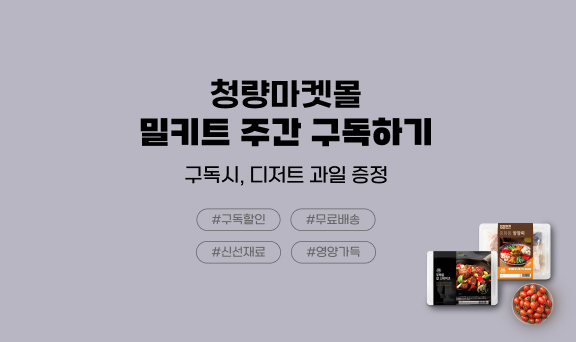 청량마켓몰
밀키트 주간 구독하기
구독시, 디저트 과일 증정
#구독할인 #무료배송
#신선재료 #영양가득